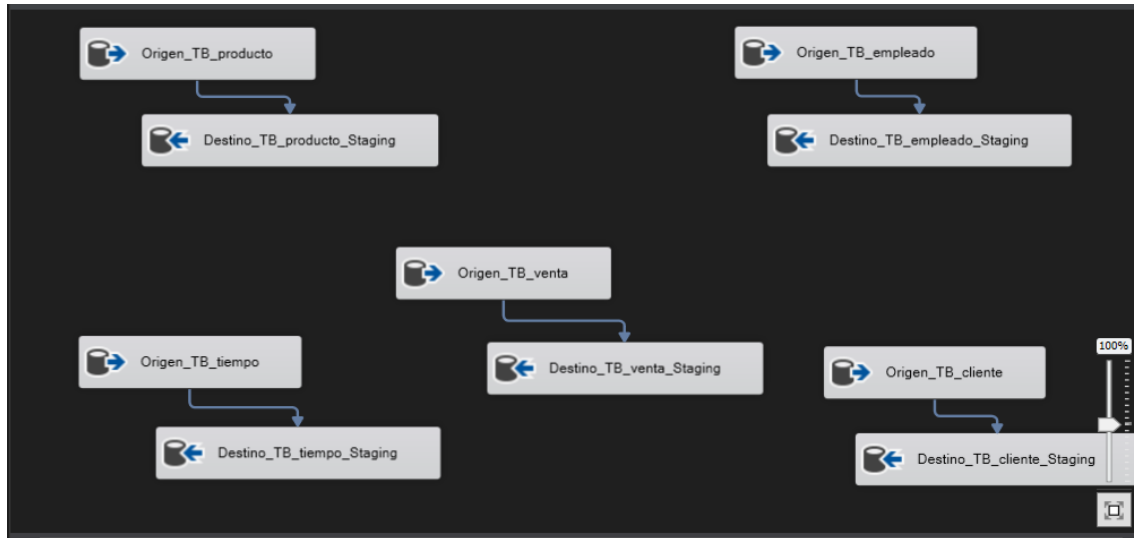 Origen_TB_producto
Origen_TB_empleado
Destino_TB_producto_Staging
Destino_TB_empleado_Staging
Origen_TB_venta
Origen_TB_tiempo
Destino_TB_venta_Staging
Origen_TB_cliente
100%
Destino_TB_tiempo_Staging
Destino_TB_cliente_Staging